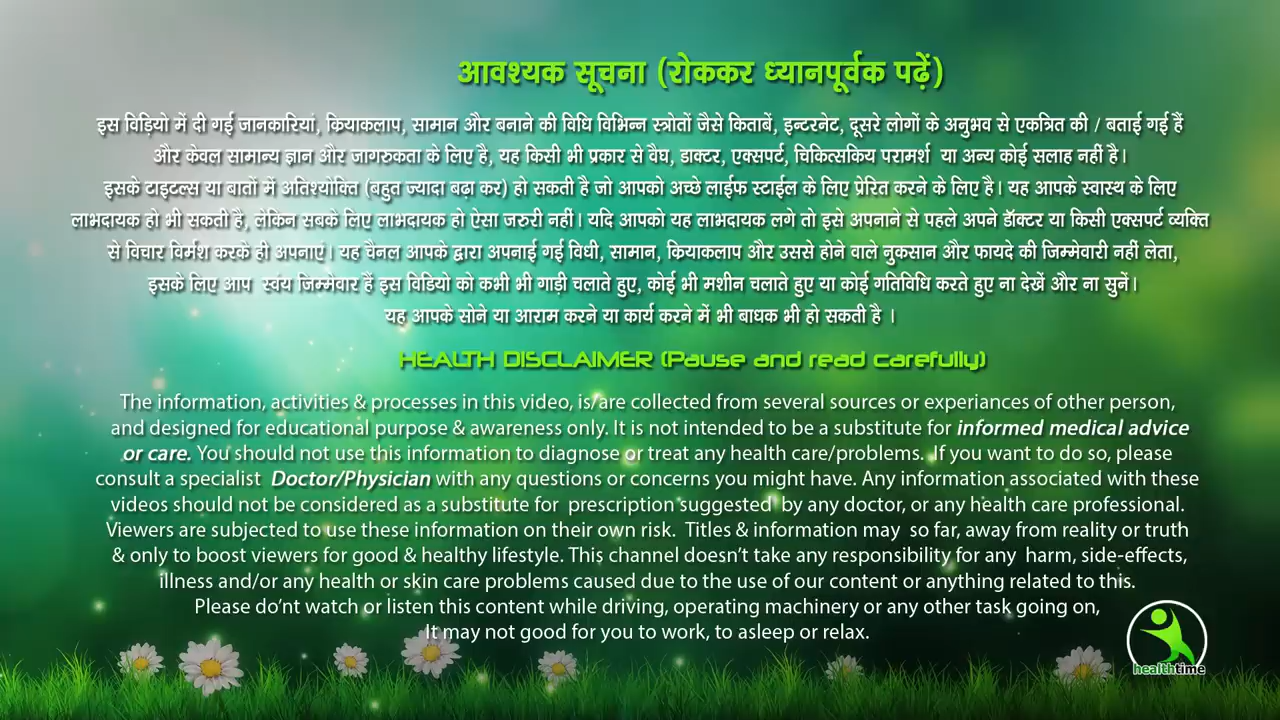 आवश्यक सूचना (रोककर ध्यानपूर्वक पढ़ें)
इस विड़ियो में दी गई जानकारियां, क्रियाकलाप, सामान और बनाने की विधि विभिन्न स्त्रोतों जैसे किताबें, इन्टरनेट, दूसरे लोगों के अनुभव से एकत्रित की / बताई गई हैं
और केवल सामान्य ज्ञान और जागरुकता के लिए है, यह किसी भी प्रकार से वैघ, डाक्टर, एक्सपर्ट, चिकित्सकिय परामर्श या अन्य कोई सलाह नहीं है।
इसके टाइटल्स या बातों में अतिश्योक्ति (बहुत ज्यादा बढ़ा कर) हो सकती है जो आपको अच्छे लाईफ स्टाईल के लिए प्रेरित करने के लिए है। यह आपके स्वास्थ के लिए
लाभदायक हो भी सकती है, लेकिन सबके लिए लाभदायक हो ऐसा जरुरी नहीं। यदि आपको यह लाभदायक लगे तो इसे अपनाने से पहले अपने डॉक्टर या किसी एक्सपर्ट व्यक्ति
से विचार विर्मश करके ही अपनाएं। यह चैनल आपके द्वारा अपनाई गई विधी, सामान, क्रियाकलाप और उससे होने वाले नुकसान और फायदे की जिम्मेवारी नहीं लेता,
इसके लिए आप स्वंय जिम्मेवार हैं इस विडियो को कभी भी गाड़ी चलाते हुए, कोई भी मशीन चलाते हुए या कोई गतिविधि करते हुए ना देखें और ना सुनें।
यह आपके सोने या आराम करने या कार्य करने में भी बाधक भी हो सकती है ।
HEALTH DISCLAIMER (Pause and read carefully)
The information, activities & processes in this video, is/are collected from several sources or experiances of other person,
and designed for educational purpose & awareness only. It is not intended to be a substitute for informed medical advice
or care. You should not use this information to diagnose or treat any health care/problems. If you want to do so, please
consult a specialist Doctor/Physician with any questions or concerns you might have. Any information associated with these
videos should not be considered as a substitute for prescription suggested by any doctor, or any health care professional.
Viewers are subjected to use these information on their own risk. Titles & information may so far, away from reality or truth
& only to boost viewers for good & healthy lifestyle. This channel doesn't take any responsibility for any harm, side-effects,
illness and/or any health or skin care problems caused due to the use of our content or anything related to this.
Please do'nt watch or listen this content while driving, operating machinery or any other task going on,
It may not good for you to work, to asleep or relax.
healthtime